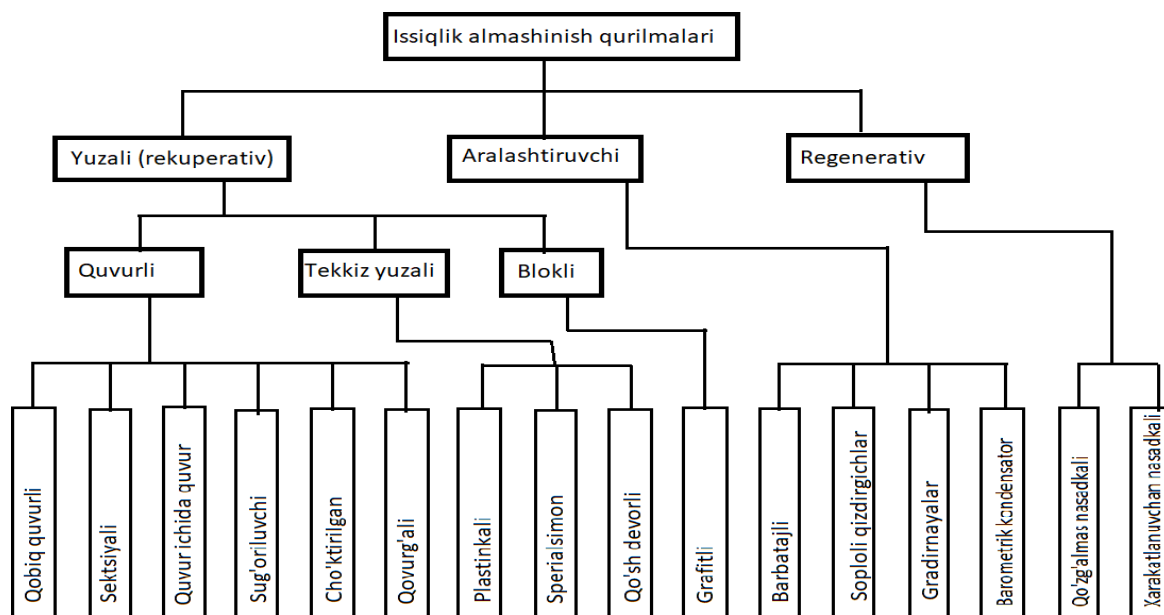 Issiqlik almashinish qurilmalari
Yuzali (rekuperativ)
Aralashtiruvchi
Regenerativ
Quvurli
Tekkiz yuzali
Blokli
Qobiq quvurli
Sektsiyali
Quvur ichida quvur
Sug'oriluvchi
Cho'ktirilgan
Qovurg'ali
Plastinkali
Sperialsimon
Qo'sh devorli
Grafitli
Barbatajli
Soploli qizdirgichlar
Gradirnayalar
Barometrik kondensator
Qo'zg'almas nasadkali
Xarakatlanuvchan nasadkali